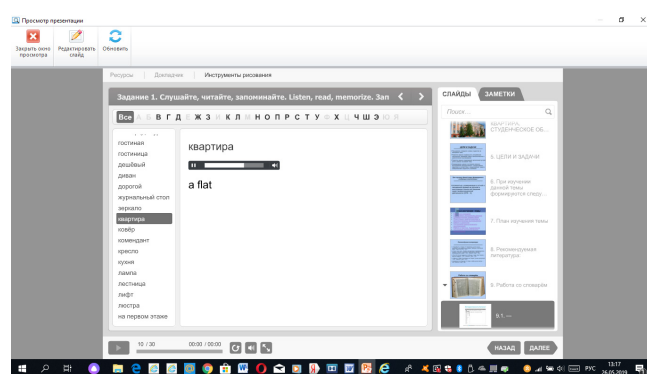 Просмотр презентации
Закрыть окно просмотра
Редактировать слайд
Обновить
Ресурсы
Докладчик
Инструменты рисования
Задание 1. Слушайте, читайте, запоминайте. Listen, read, memorize. Зап
Все А Б В Г Д Е Ж З И К Л М Н О П Р С Т У Ф Х Ц Ч Ш Э Ю Я
гостиная
гостиница
дешёвый
диван
дорогой
журнальный стол
зеркало
квартира
ковёр
комендант
кресло
кухня
лампа
лестница
лифт
люстра
на первом этаже
квартира
a flat
10 / 30
00:00 / 00:00
НАЗАД
ДАЛЕЕ
СЛАЙДЫ
ЗАМЕТКИ
Поиск...
СТУДЕНЧЕСКОЕ ОБ...
5. ЦЕЛИ И ЗАДАЧИ
6. При изучении данной темы формируются следу...
7. План изучения темы
8. Рекомендуемая литература:
9. Работа со словарём
9.1. ---
РУС
13:17
26.05.2019